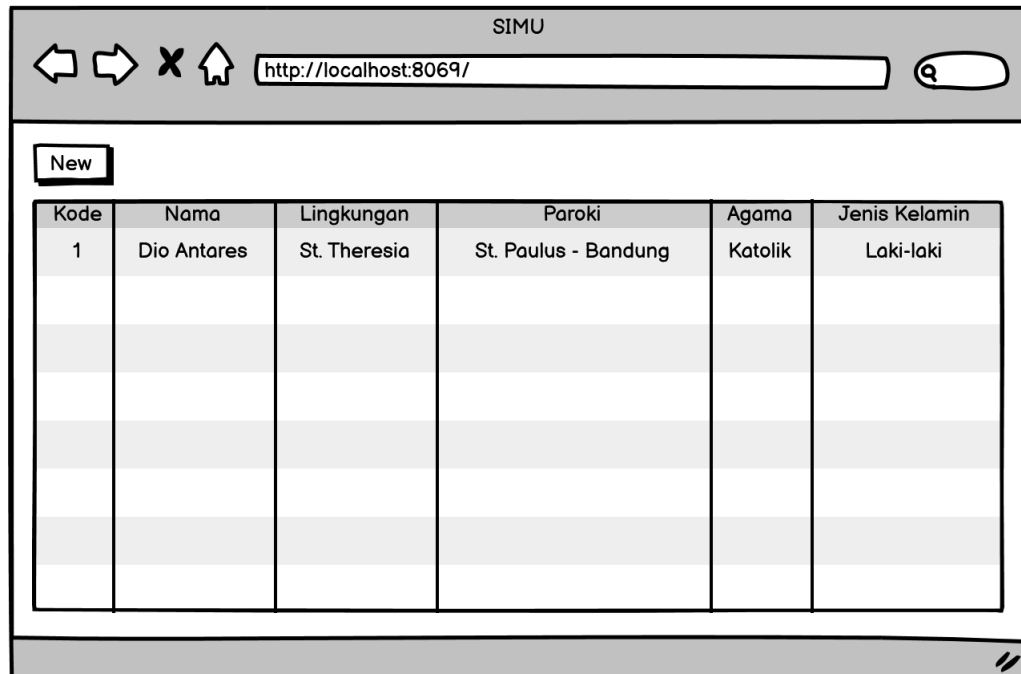 SIMU
http://localhost:8069/
New
Kode Nama Lingkungan Paroki Agama Jenis Kelamin
1 Dio Antares St. Theresia St. Paulus - Bandung Katolik Laki-laki